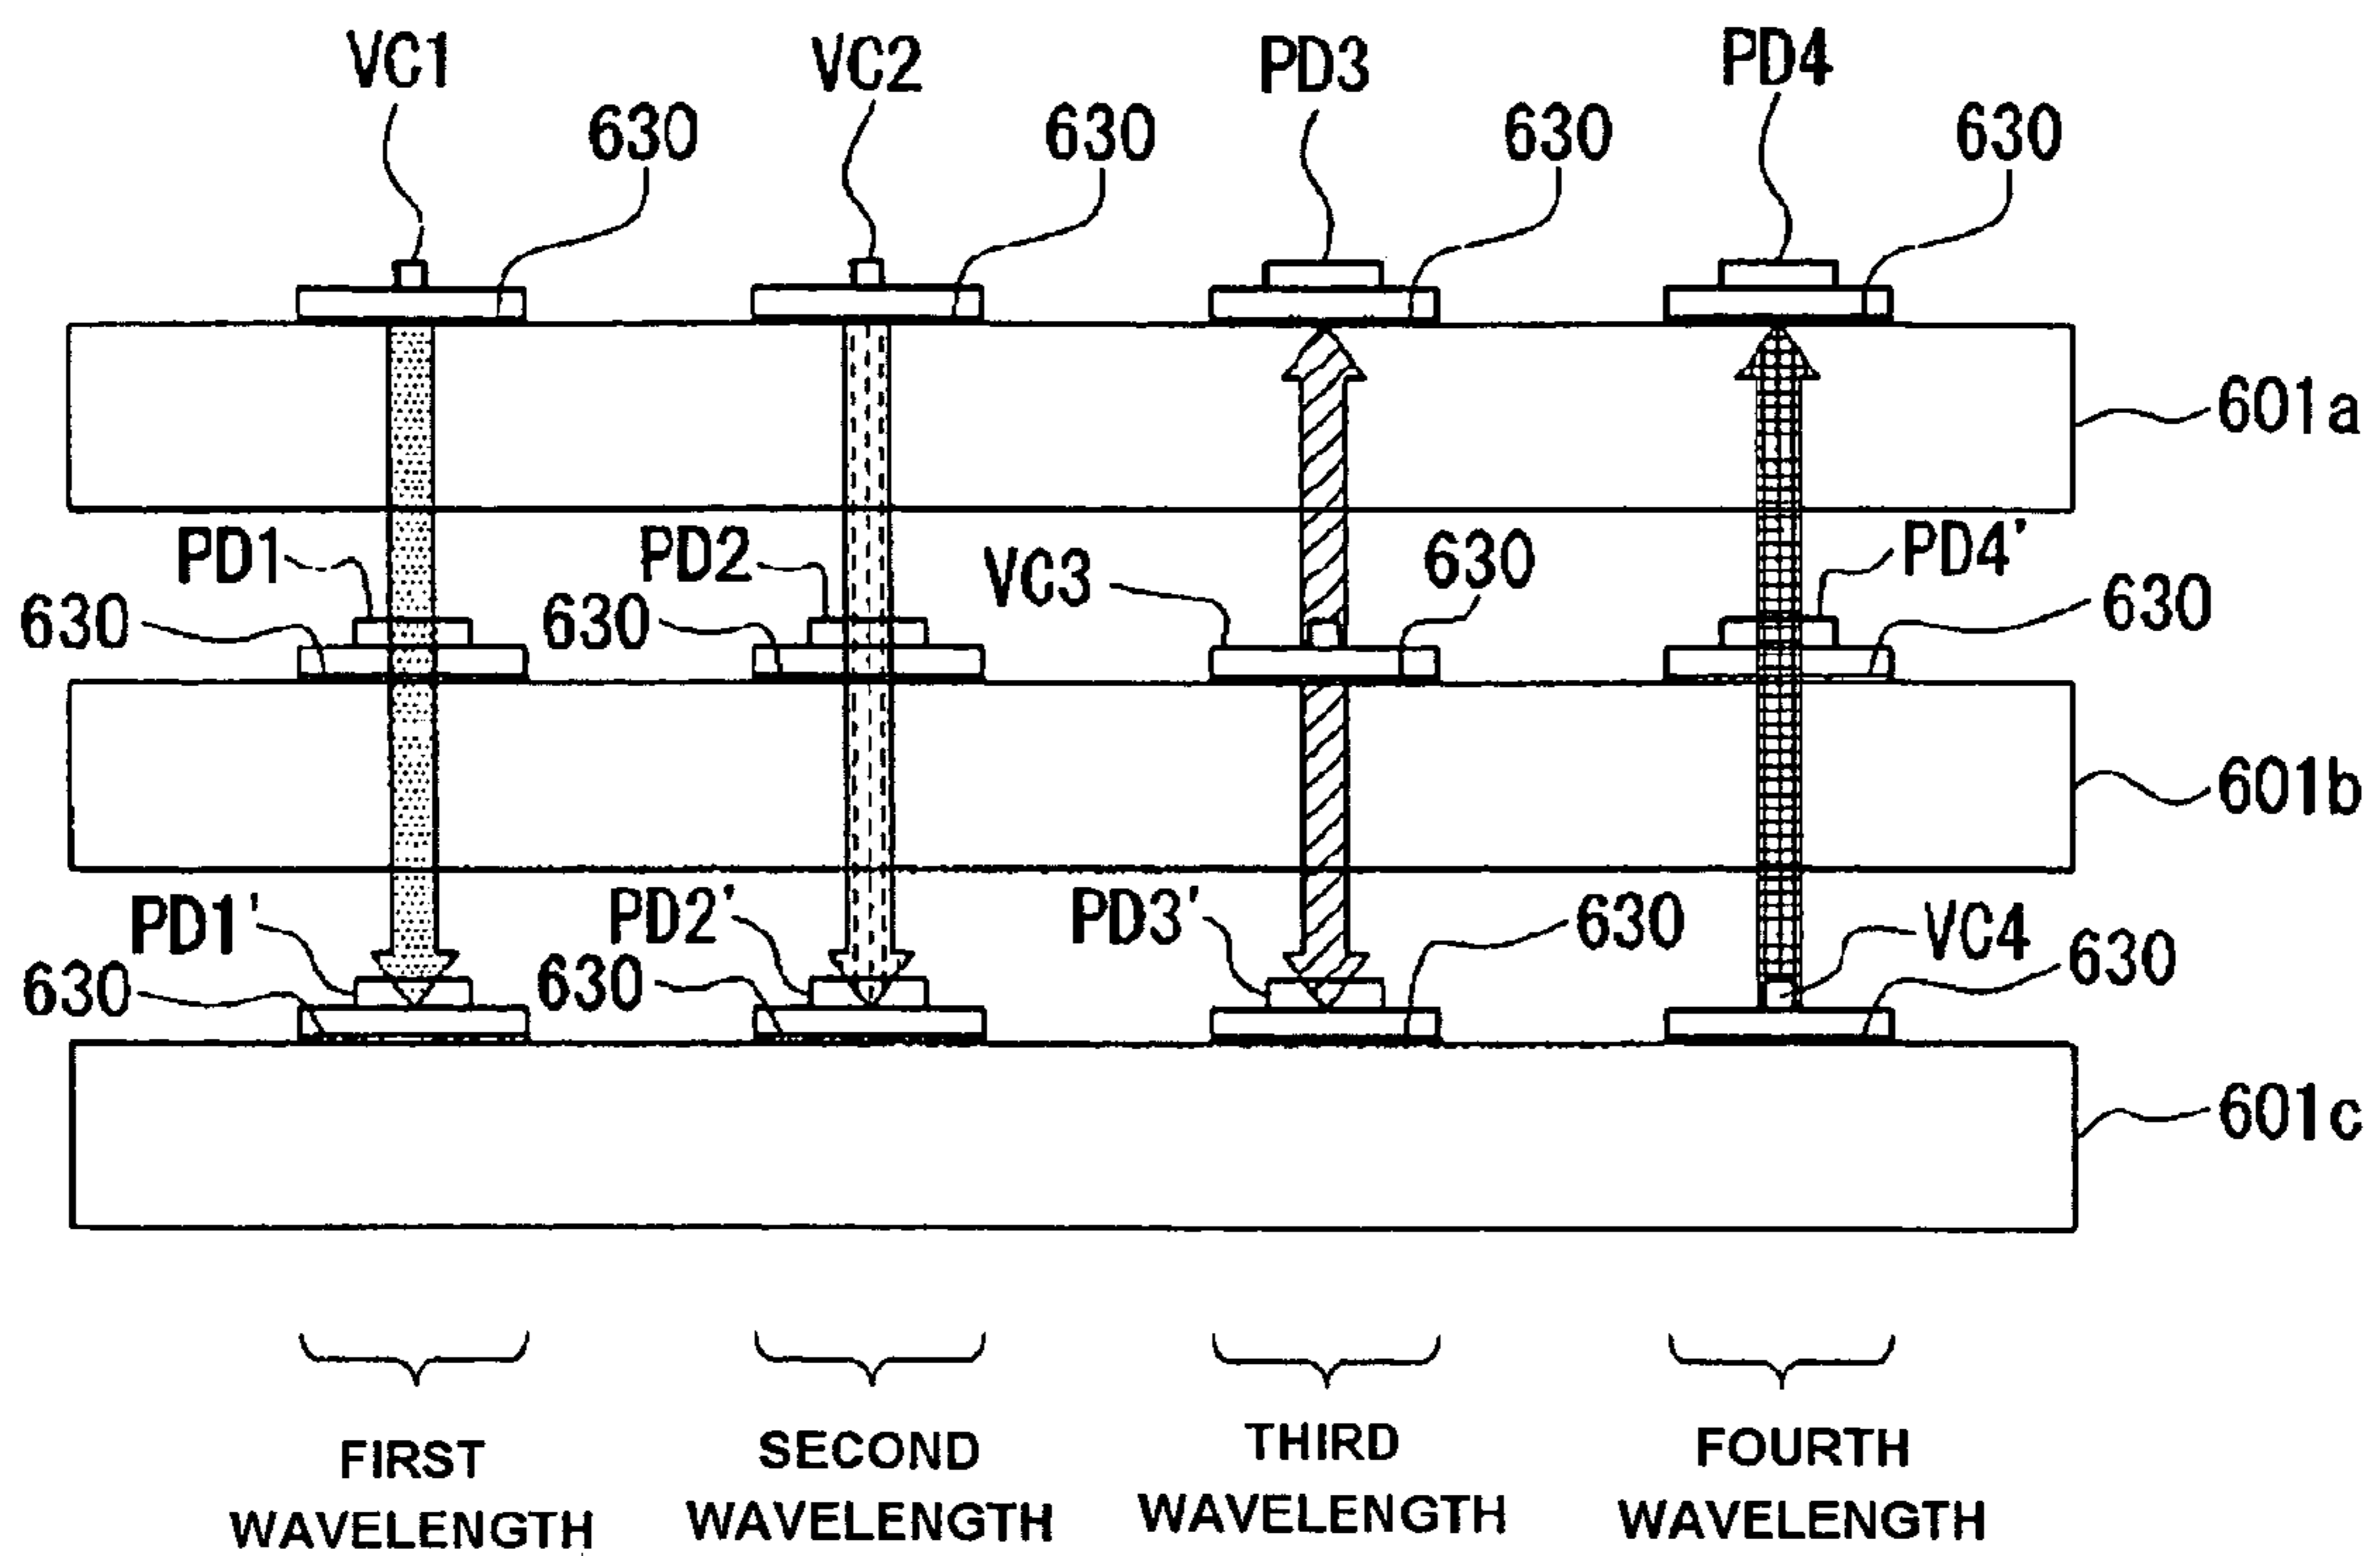 VC1
VC2
PD3
PD4
630
630
630
630
601a
PD1
PD2
VC3
630
PD4'
630
630
630
601b
PD1'
PD2'
PD3'
630
VC4
630
630
630
601c
FIRST
WAVELENGTH
SECOND
WAVELENGTH
THIRD
WAVELENGTH
FOURTH
WAVELENGTH